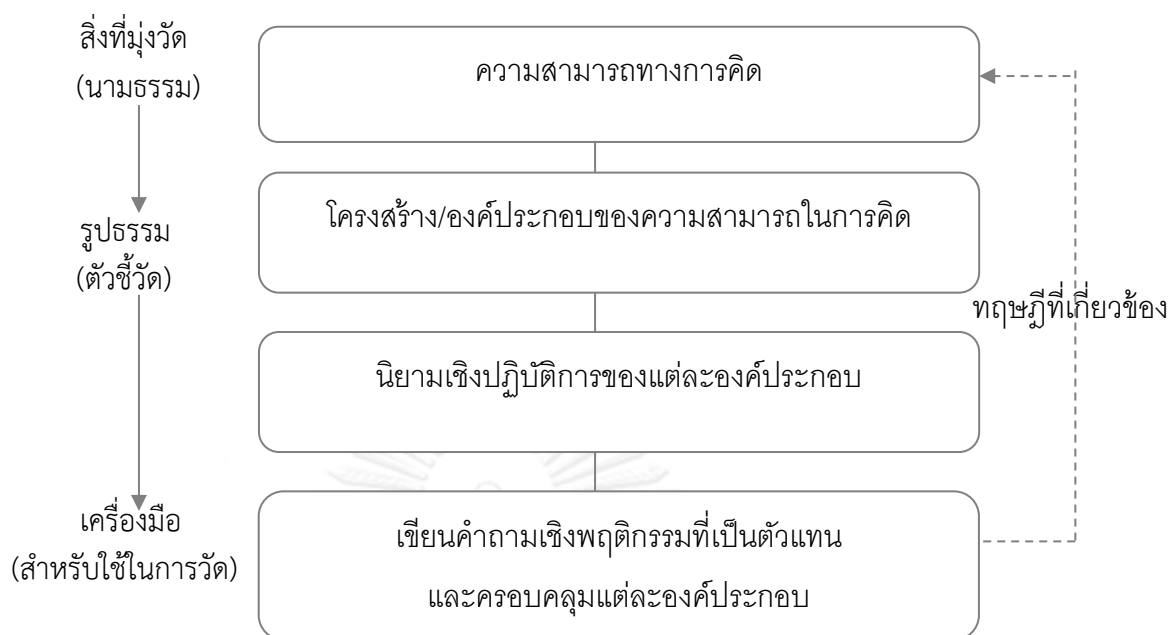 สิ่งที่มุ่งวัด
(นามธรรม)
ความสามารถทางการคิด
โครงสร้าง/องค์ประกอบของความสามารถในการคิด
รูปธรรม
(ตัวชี้วัด)
ทฤษฎีที่เกี่ยวข้อง
นิยามเชิงปฏิบัติการของแต่ละองค์ประกอบ
เครื่องมือ
(สำหรับใช้ในการวัด)
เขียนคำถามเชิงพฤติกรรมที่เป็นตัวแทน
และครอบคลุมแต่ละองค์ประกอบ